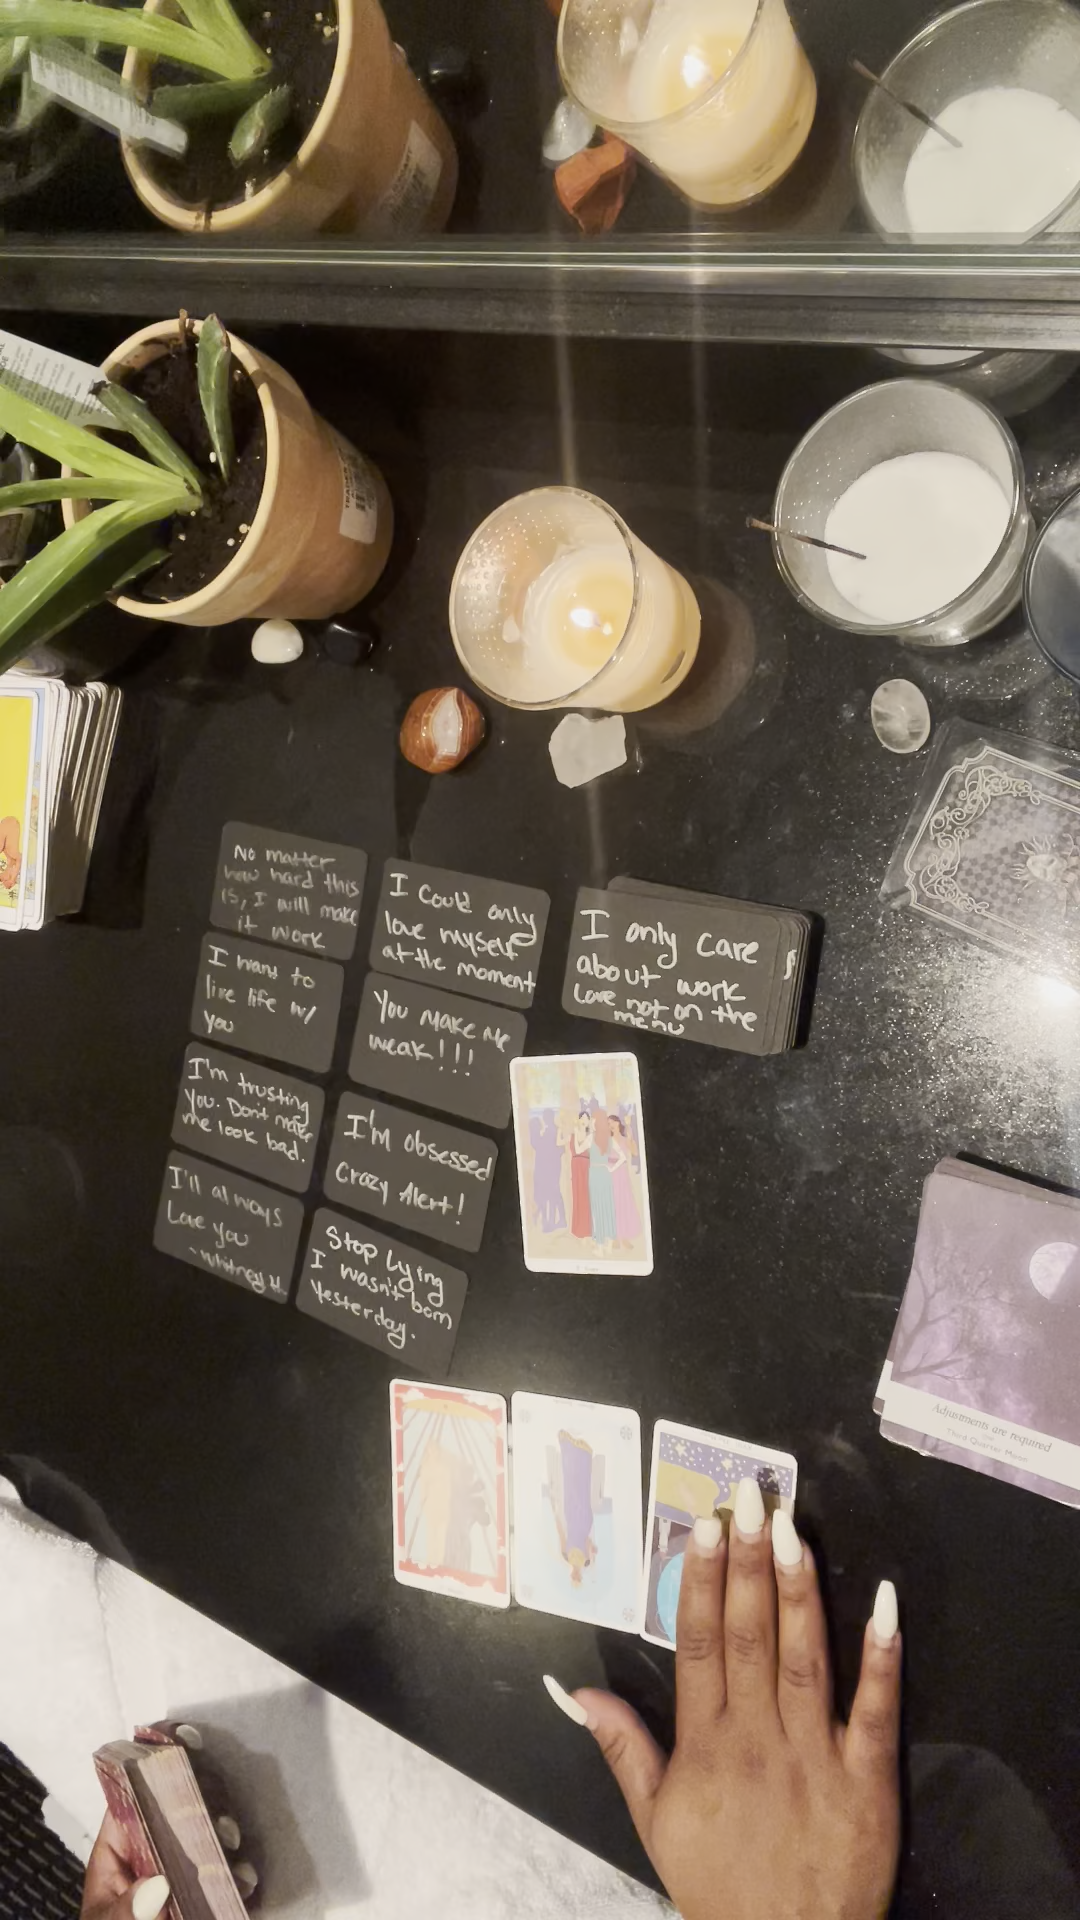 No matter
how hard this
is, I will make
it work
I want to
live life w/
you
I'm trusting
you. Don't make
me look bad.
I'll always
Love you
-Whitney H.
I could only
love myself
at the moment
You make me
weak!!!
I'm obsessed
Crazy Alert!
Stop lying
I wasn't born
Yesterday.
I only care
about work
Love not on the
menu
Adjustments are required
Third Quarter Moon